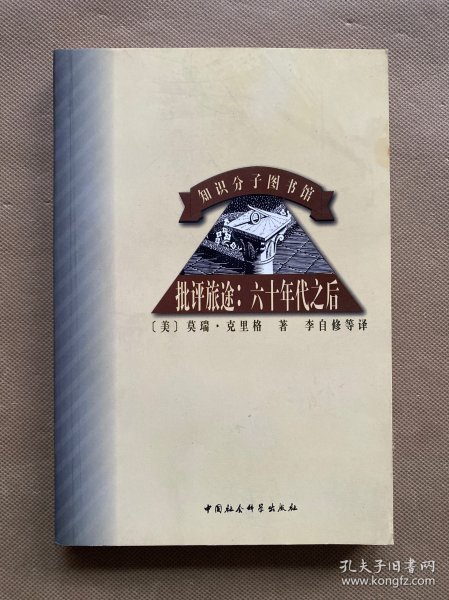 知识分子图书馆
批评旅途：六十年代之后
〔美〕莫瑞·克里格 著 李自修等译
中国社会科学出版社
孔夫子旧书网
www.kongfz.com